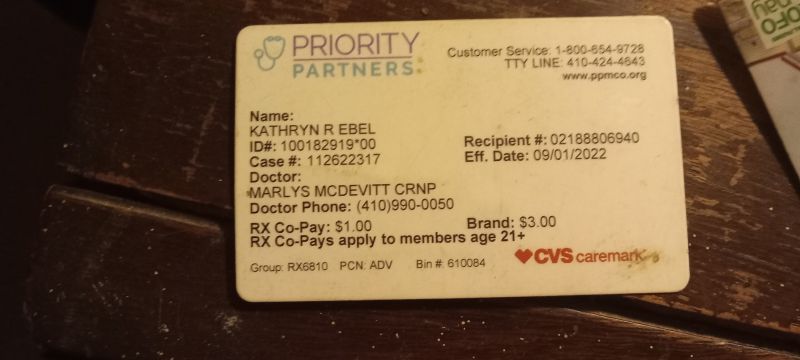 PRIORITY
PARTNERS
Customer Service: 1-800-654-9728
TTY LINE: 410-424-4643
www.ppmco.org
Name:
KATHRYN R EBEL
ID#: 100182919*00
Recipient #: 02188806940
Case #: 112622317
Eff. Date: 09/01/2022
Doctor:
MARLYS MCDEVITT CRNP
Doctor Phone: (410)990-0050
RX Co-Pay: $1.00
Brand: $3.00
RX Co-Pays apply to members age 21+
Group: RX6810 PCN: ADV Bin #: 610084
CVS caremark